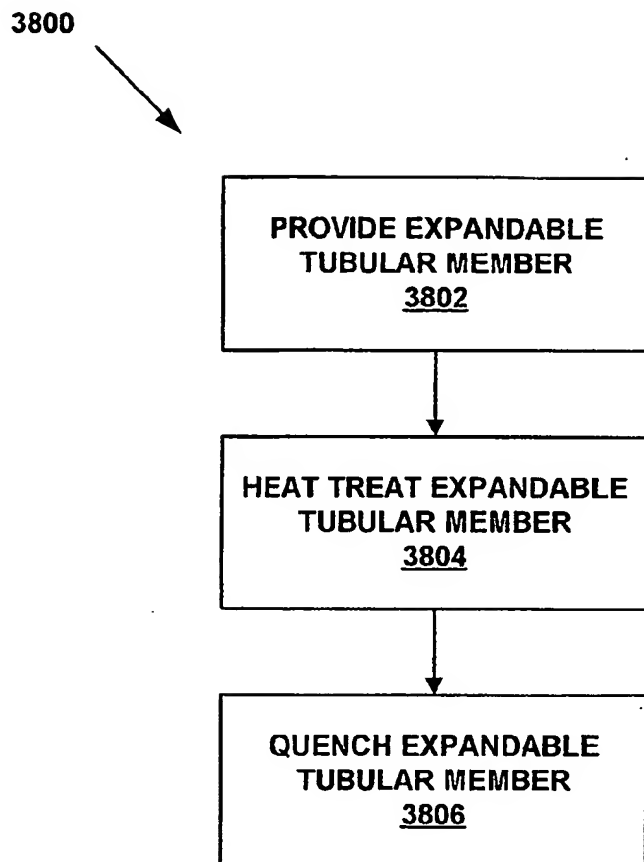 3800
PROVIDE EXPANDABLE
TUBULAR MEMBER
3802
HEAT TREAT EXPANDABLE
TUBULAR MEMBER
3804
QUENCH EXPANDABLE
TUBULAR MEMBER
3806